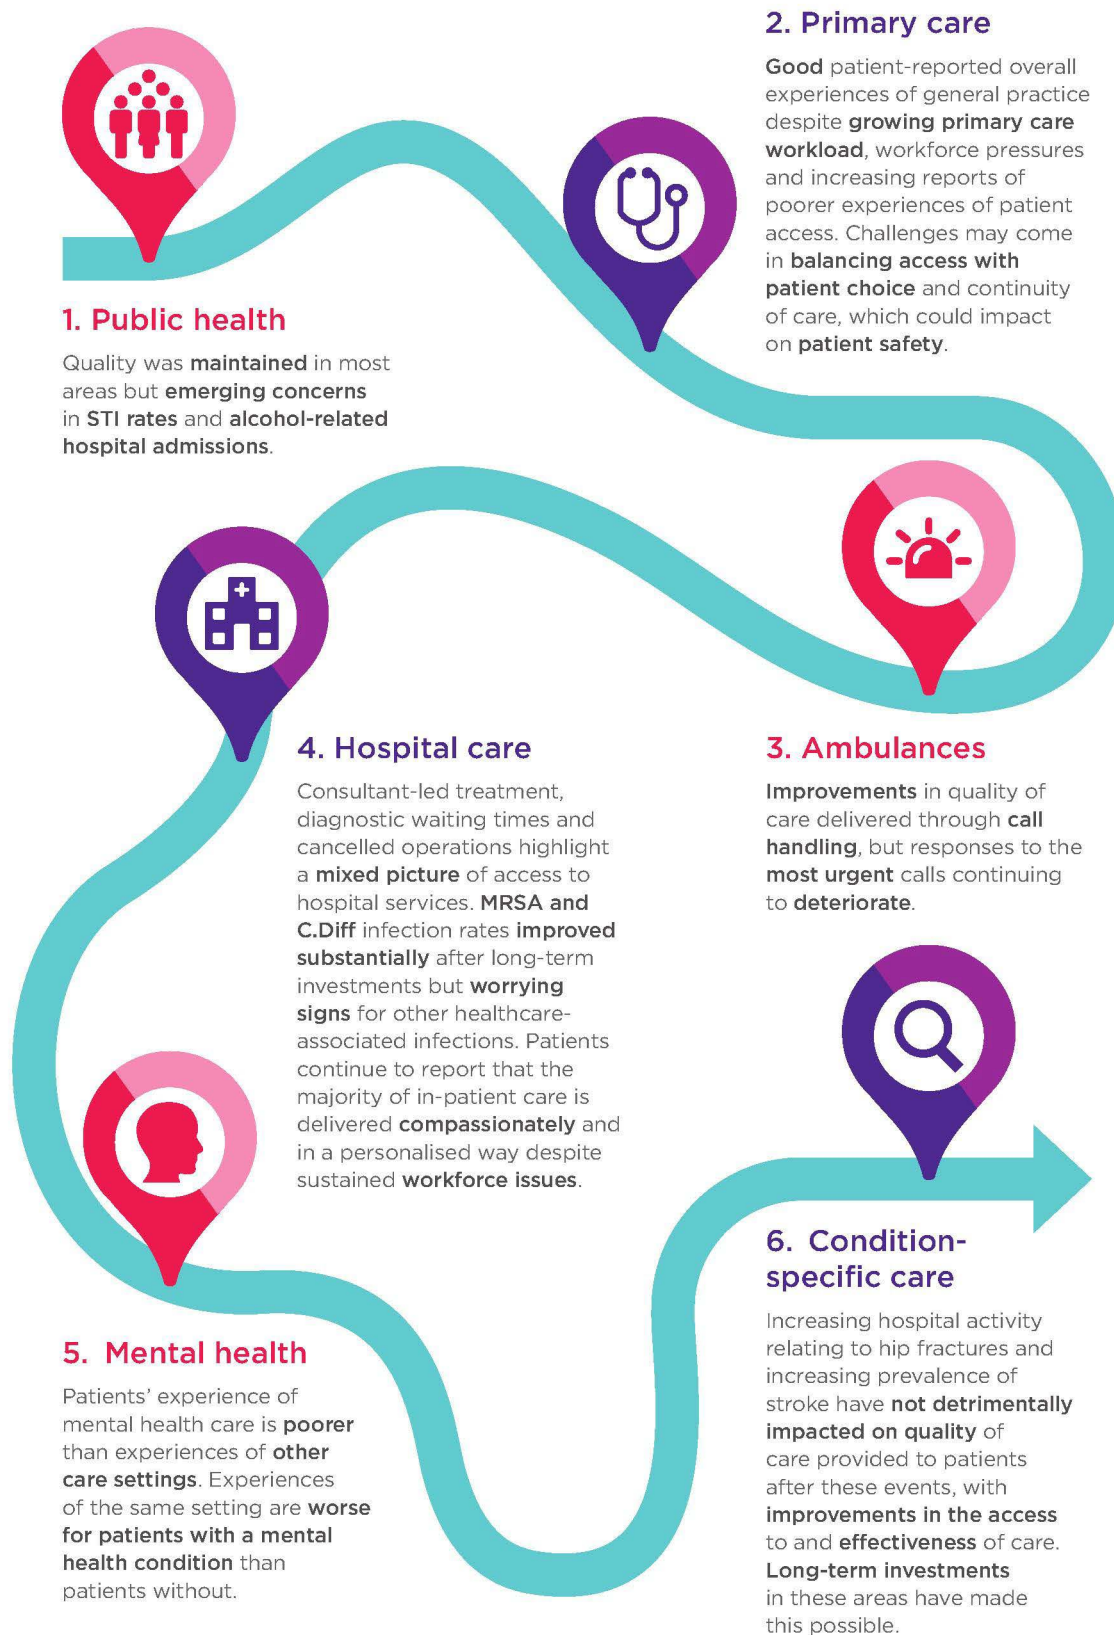 1. Public health
Quality was maintained in most
areas but emerging concerns
in STI rates and alcohol-related
hospital admissions.
2. Primary care
Good patient-reported overall
experiences of general practice
despite growing primary care
workload, workforce pressures
and increasing reports of
poorer experiences of patient
access. Challenges may come
in balancing access with
patient choice and continuity
of care, which could impact
on patient safety.
3. Ambulances
Improvements in quality of
care delivered through call
handling, but responses to the
most urgent calls continuing
to deteriorate.
4. Hospital care
Consultant-led treatment,
diagnostic waiting times and
cancelled operations highlight
a mixed picture of access to
hospital services. MRSA and
C.Diff infection rates improved
substantially after long-term
investments but worrying
signs for other healthcare-
associated infections. Patients
continue to report that the
majority of in-patient care is
delivered compassionately and
in a personalised way despite
sustained workforce issues.
5. Mental health
Patients’ experience of
mental health care is poorer
than experiences of other
care settings. Experiences
of the same setting are worse
for patients with a mental
health condition than
patients without.
6. Condition-
specific care
Increasing hospital activity
relating to hip fractures and
increasing prevalence of
stroke have not detrimentally
impacted on quality of
care provided to patients
after these events, with
improvements in the access
to and effectiveness of care.
Long-term investments
in these areas have made
this possible.